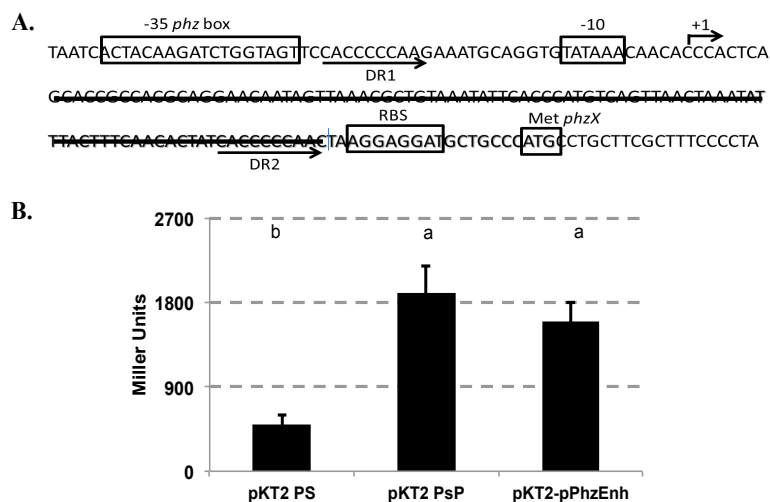 A.
-35 phz box
-10
+1
TAATCACTACAAGATCTGGTAGTTCCACCCCCAAGAAATGCAGGTGTATAAACAACACCCACTCA
DR1
GCACCGCCACGCAGGAACAATAGTTAAACGCTGTAAATATTCACCCATGTCAGTTAACTAAATAT
RBS
Met phzX
TTACTTTCAACACTATCACCCCCAACTAAGGAGGATGCTGCCCATGCCTGCTTCGCTTTCCCCTA
DR2
B.
2700
b
a
a
1800
Miller Units
900
0
pKT2 PS
pKT2 PsP
pKT2-pPhzEnh